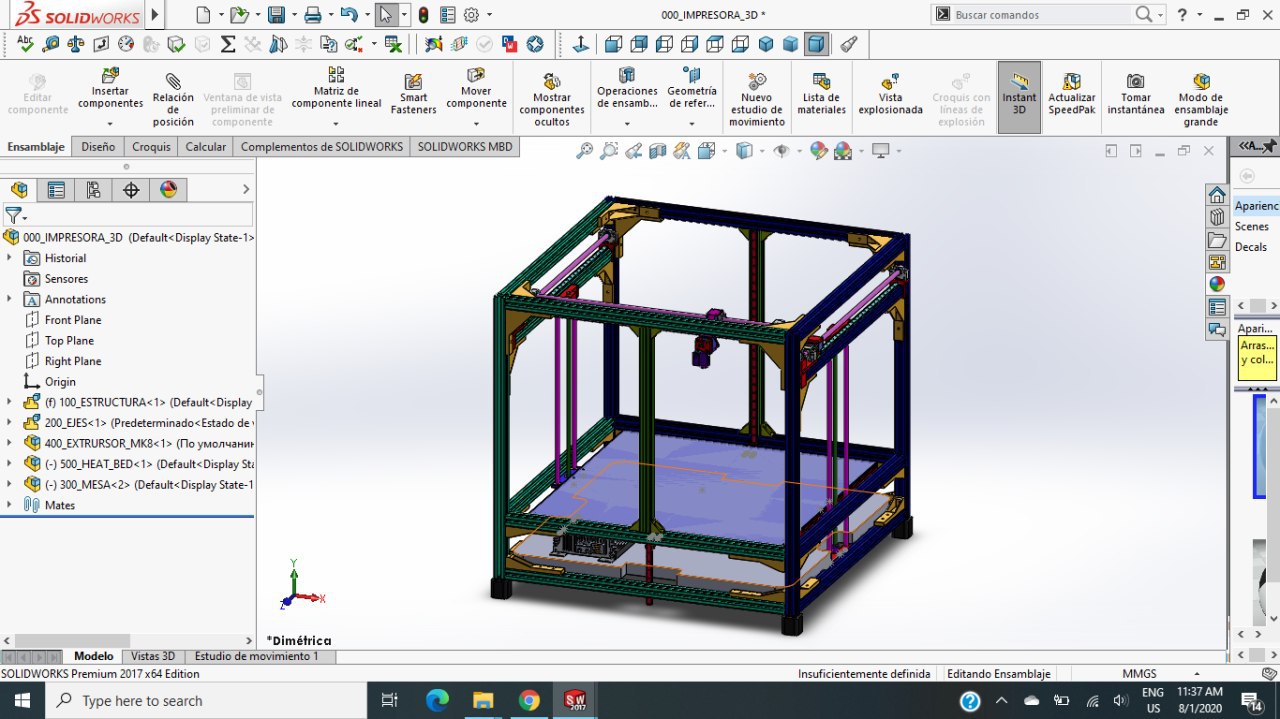 SOLIDWORKS
000_IMPRESORA_3D *
Buscar comandos
?
Editar componente
Insertar componentes
Relación de posición
Ventana de vista preliminar de componente
Matriz de componente lineal
Smart Fasteners
Mover componente
Mostrar componentes ocultos
Operaciones de ensamb...
Geometría de refer...
Nuevo estudio de movimiento
Lista de materiales
Vista explosionada
Croquis con líneas de explosión
Instant 3D
Actualizar SpeedPak
Tomar instantánea
Modo de ensamblaje grande
Ensamblaje
Diseño
Croquis
Calcular
Complementos de SOLIDWORKS
SOLIDWORKS MBD
000_IMPRESORA_3D (Default<Display State-1>
Historial
Sensores
Annotations
Front Plane
Top Plane
Right Plane
Origin
(f) 100_ESTRUCTURA<1> (Default<Display
200_EJES<1> (Predeterminado<Estado de
400_EXTRURSOR_MK8<1> (По умолчани
(-) 500_HEAT_BED<1> (Default<Display Sta
(-) 300_MESA<2> (Default<Display State-1
Mates
<<A...
Aparienc
Scenes
Decals
Apari...
Arras...
y col...
Y
X
Z
*Dimétrica
Modelo
Vistas 3D
Estudio de movimiento 1
SOLIDWORKS Premium 2017 x64 Edition
Insuficientemente definida
Editando Ensamblaje
MMGS
Type here to search
SW
2017
ENG
US
11:37 AM
8/1/2020
14